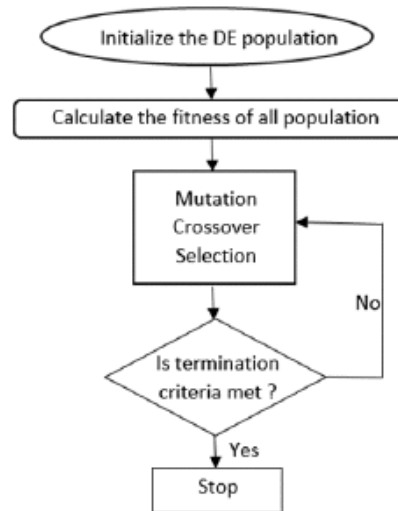 Initialize the DE population
Calculate the fitness of all population
Mutation
Crossover
Selection
No
Is termination
criteria met ?
Yes
Stop